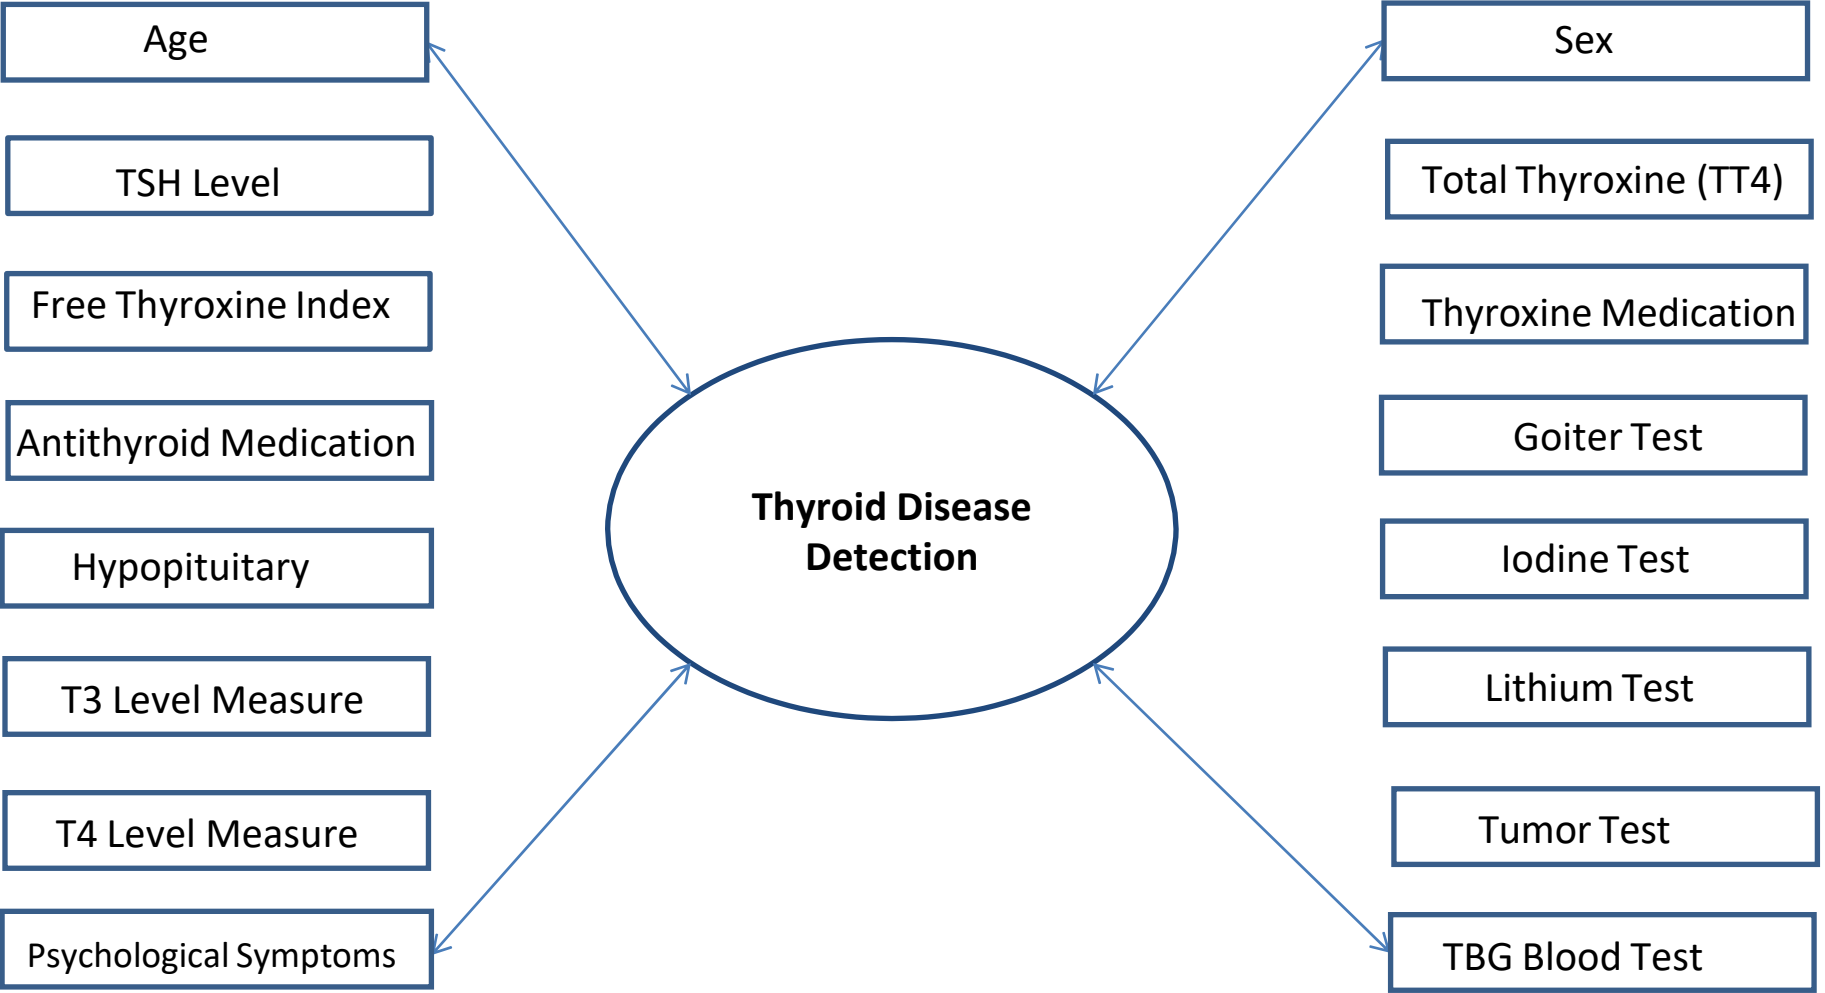 Age
TSH Level
Free Thyroxine Index
Antithyroid Medication
Hypopituitary
T3 Level Measure
T4 Level Measure
Psychological Symptoms
Thyroid Disease
Detection
Sex
Total Thyroxine (TT4)
Thyroxine Medication
Goiter Test
Iodine Test
Lithium Test
Tumor Test
TBG Blood Test